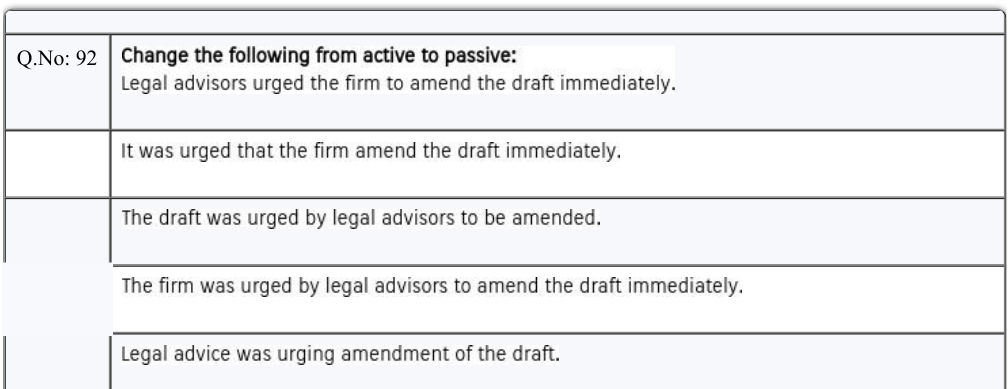 Q.No: 92
Change the following from active to passive:
Legal advisors urged the firm to amend the draft immediately.
It was urged that the firm amend the draft immediately.
The draft was urged by legal advisors to be amended.
The firm was urged by legal advisors to amend the draft immediately.
Legal advice was urging amendment of the draft.